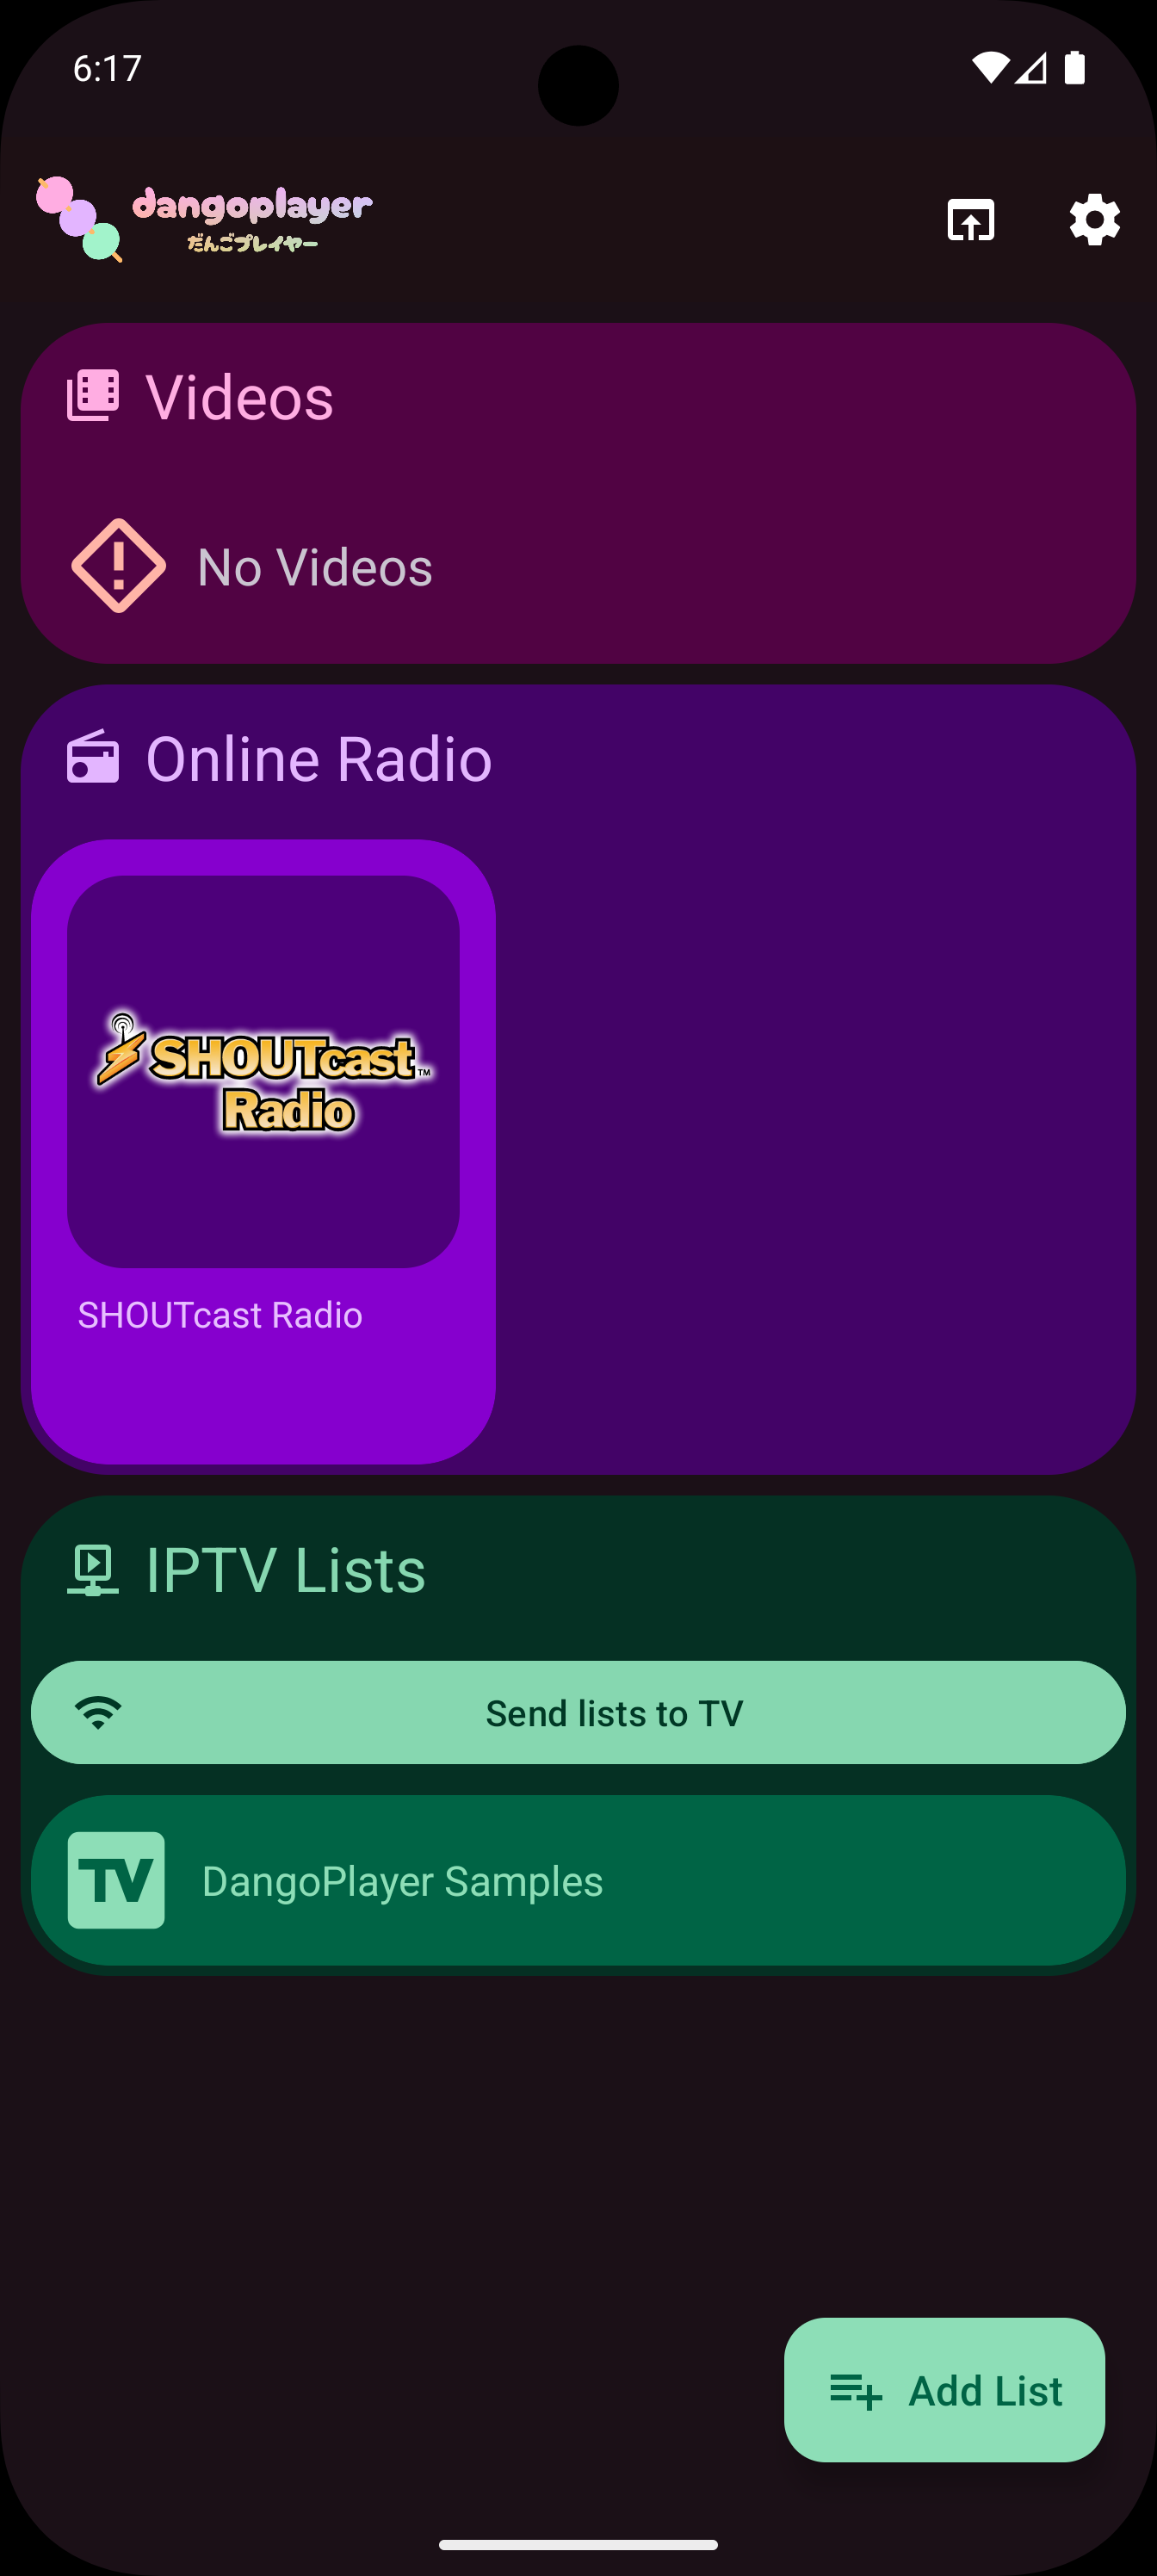 6:17
dangoplayer
だんごプレイヤー
Videos
No Videos
Online Radio
SHOUTcast™
Radio
SHOUTcast Radio
IPTV Lists
Send lists to TV
TV
DangoPlayer Samples
Add List